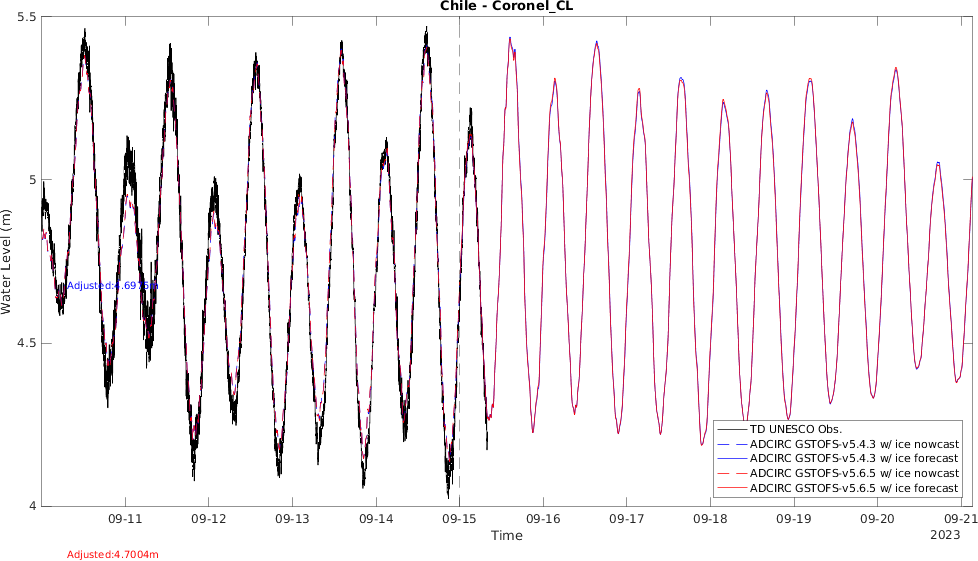 Chile - Coronel_CL
5.5
5
4.5
4
Water Level (m)
Adjusted:4.6976m
TD UNESCO Obs.
ADCIRC GSTOFS-v5.4.3 w/ ice nowcast
ADCIRC GSTOFS-v5.4.3 w/ ice forecast
ADCIRC GSTOFS-v5.6.5 w/ ice nowcast
ADCIRC GSTOFS-v5.6.5 w/ ice forecast
09-11 09-12 09-13 09-14 09-15 09-16 09-17 09-18 09-19 09-20 09-21
Time
2023
Adjusted:4.7004m